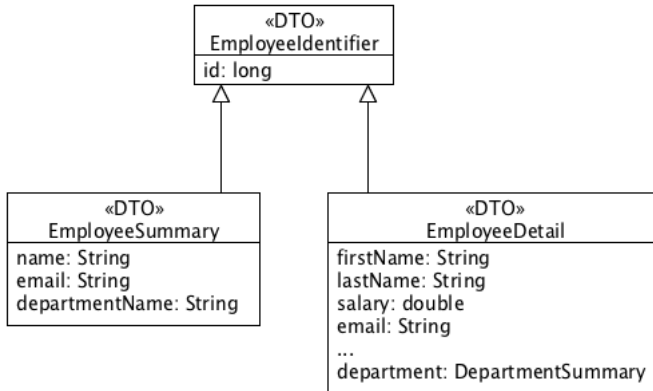 «DTO»
EmployeeIdentifier
id: long
«DTO»
EmployeeSummary
name: String
email: String
departmentName: String
«DTO»
EmployeeDetail
firstName: String
lastName: String
salary: double
email: String
...
department: DepartmentSummary